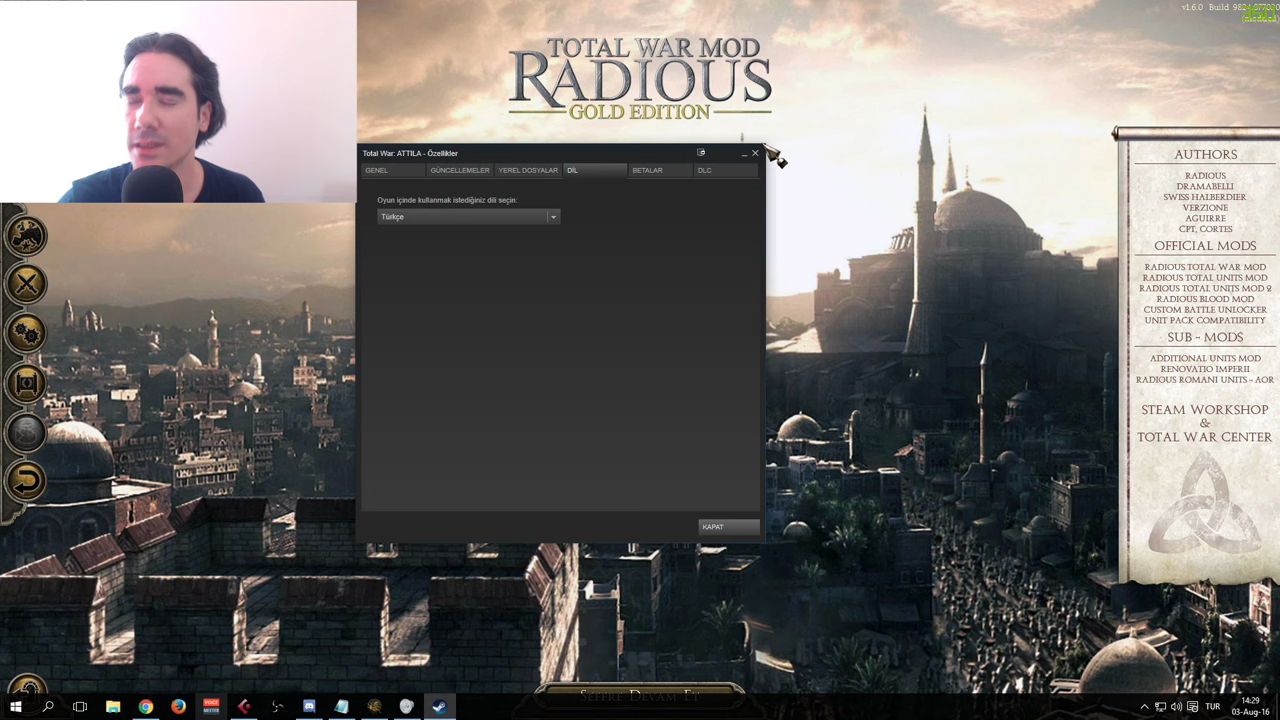 v1.6.0 Build
TOTAL WAR MOD
RADIOUS
GOLD EDITION
Total War: ATTILA - Özellikler
GENEL
GÜNCELLEMELER
YEREL DOSYALAR
DİL
BETALAR
DLC
Oyun içinde kullanmak istediğiniz dili seçin:
Türkçe
KAPAT
AUTHORS
RADIOUS
DRAMABELLI
SWISS HALBERDIER
VERZIONE
AGUIRRE
CPT. CORTES
OFFICIAL MODS
RADIOUS TOTAL WAR MOD
RADIOUS TOTAL UNITS MOD
RADIOUS TOTAL UNITS MOD 2
RADIOUS BLOOD MOD
CUSTOM BATTLE UNLOCKER
UNIT PACK COMPATIBILITY
SUB - MODS
ADDITIONAL UNITS MOD
RENOVATIO IMPERII
RADIOUS ROMANI UNITS - AOR
STEAM WORKSHOP
&
TOTAL WAR CENTER
Sefere Devam Et
VOICE
MEETER
TUR
14:29
03-Aug-16